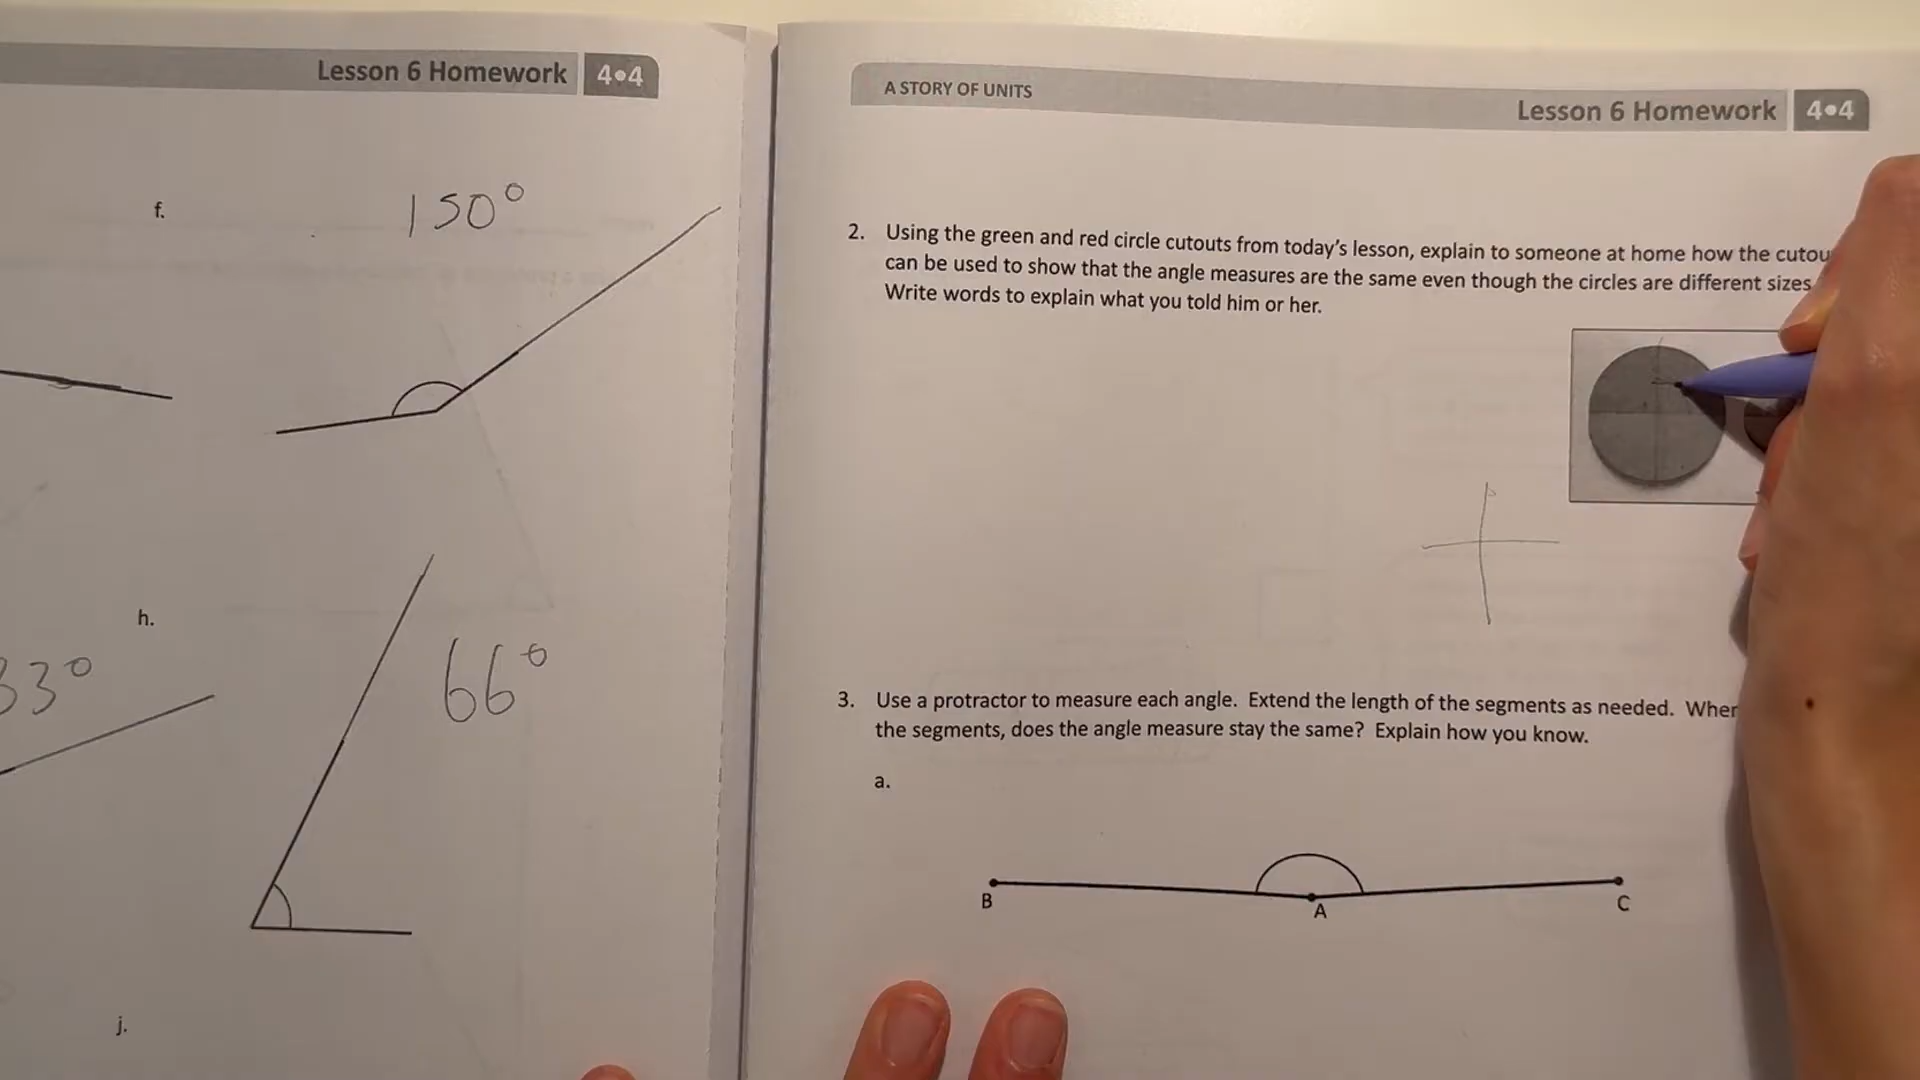 Lesson 6 Homework 4•4
f.
150°
h.
33°
66°
j.
A STORY OF UNITS
Lesson 6 Homework 4•4
2. Using the green and red circle cutouts from today's lesson, explain to someone at home how the
can be used to show that the angle measures are the same even though the circles are different sizes
Write words to explain what you told him or her.
3. Use a protractor to measure each angle. Extend the length of the segments as needed.
the segments, does the angle measure stay the same? Explain how you know.
a.
B
A
C